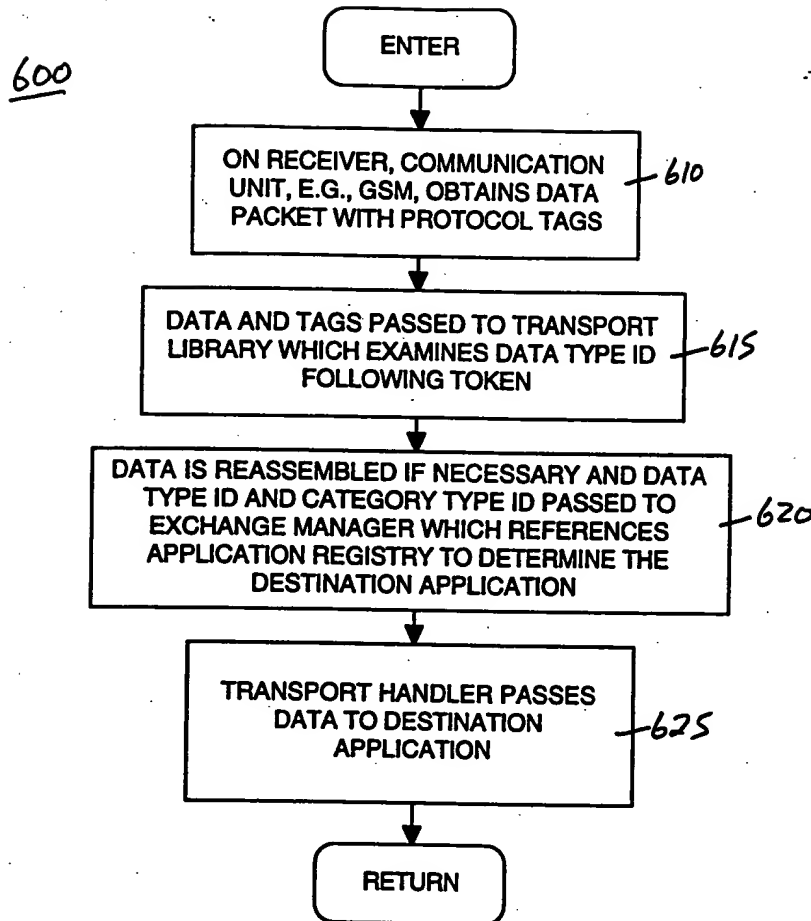 600
ENTER
ON RECEIVER, COMMUNICATION
UNIT, E.G., GSM, OBTAINS DATA
PACKET WITH PROTOCOL TAGS
610
DATA AND TAGS PASSED TO TRANSPORT
LIBRARY WHICH EXAMINES DATA TYPE ID
FOLLOWING TOKEN
615
DATA IS REASSEMBLED IF NECESSARY AND DATA
TYPE ID AND CATEGORY TYPE ID PASSED TO
EXCHANGE MANAGER WHICH REFERENCES
APPLICATION REGISTRY TO DETERMINE THE
DESTINATION APPLICATION
620
TRANSPORT HANDLER PASSES
DATA TO DESTINATION
APPLICATION
625
RETURN